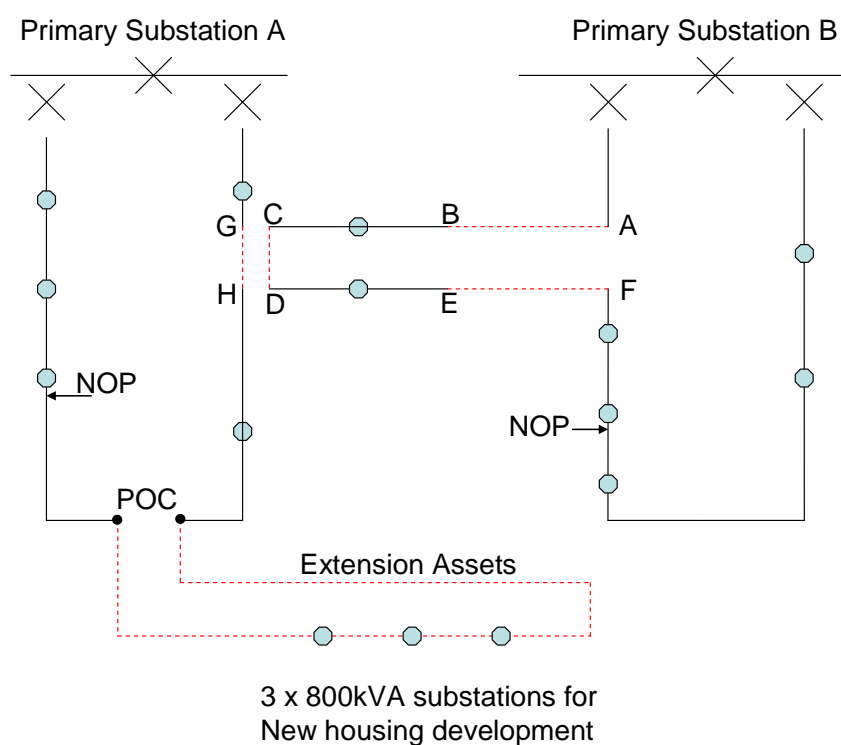 Primary Substation A
Primary Substation B
G
C
B
A
H
D
E
F
NOP
NOP
POC
Extension Assets
3 x 800kVA substations for
New housing development